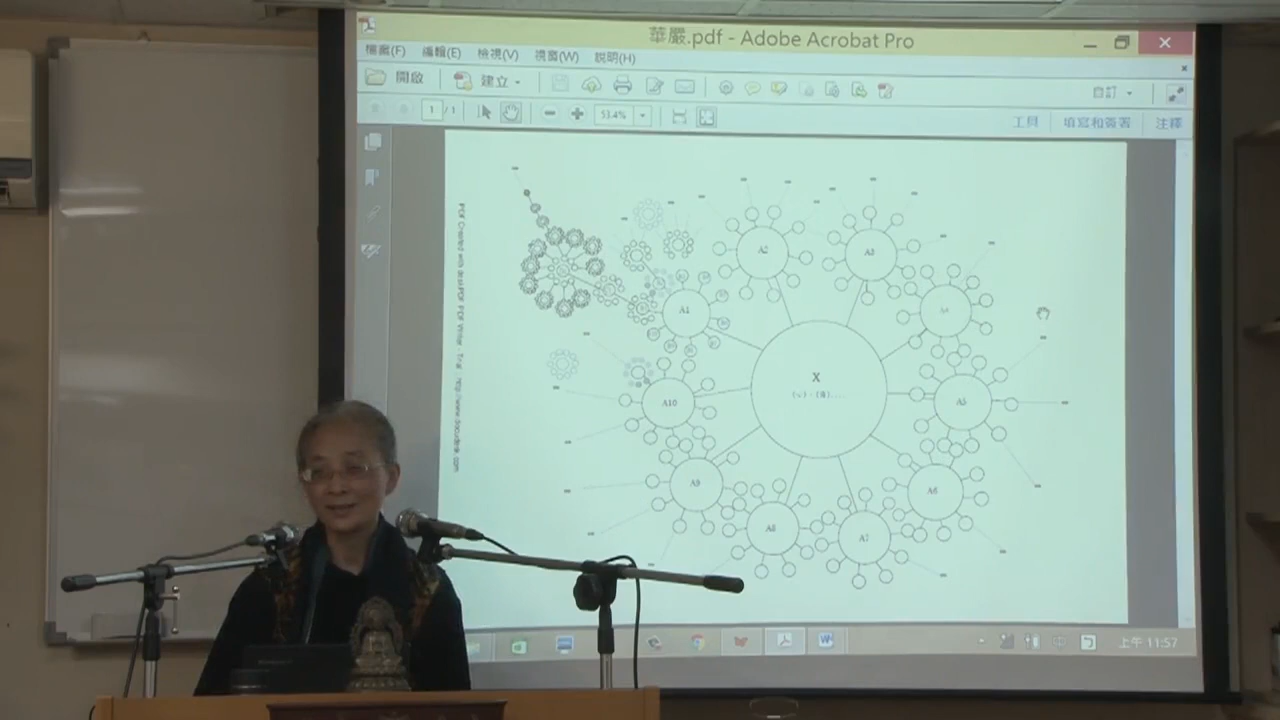 華嚴.pdf - Adobe Acrobat Pro
檔案(F) 編輯(E) 檢視(V) 視窗(W) 說明(H)
開啟 建立 自訂
1 / 1 53.4%
工具 填寫和簽署 注釋
A2 A3
A1 A4
X
A10 A5
A9 A6
A8 A7
上午 11:57